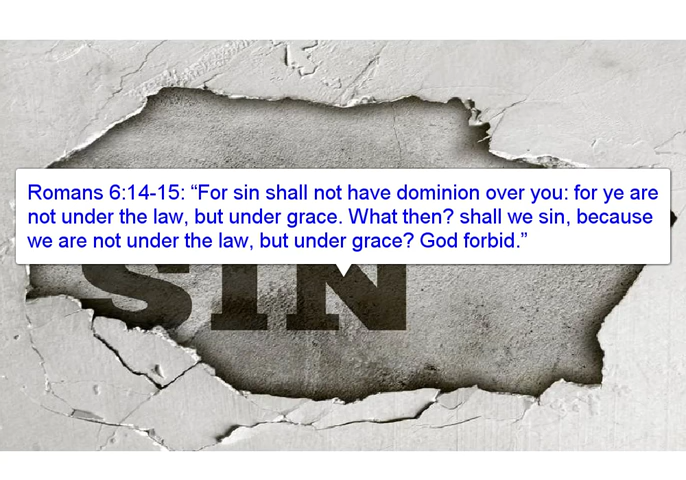 Romans 6:14-15: “For sin shall not have dominion over you: for ye are
not under the law, but under grace. What then? shall we sin, because
we are not under the law, but under grace? God forbid.”
SIN